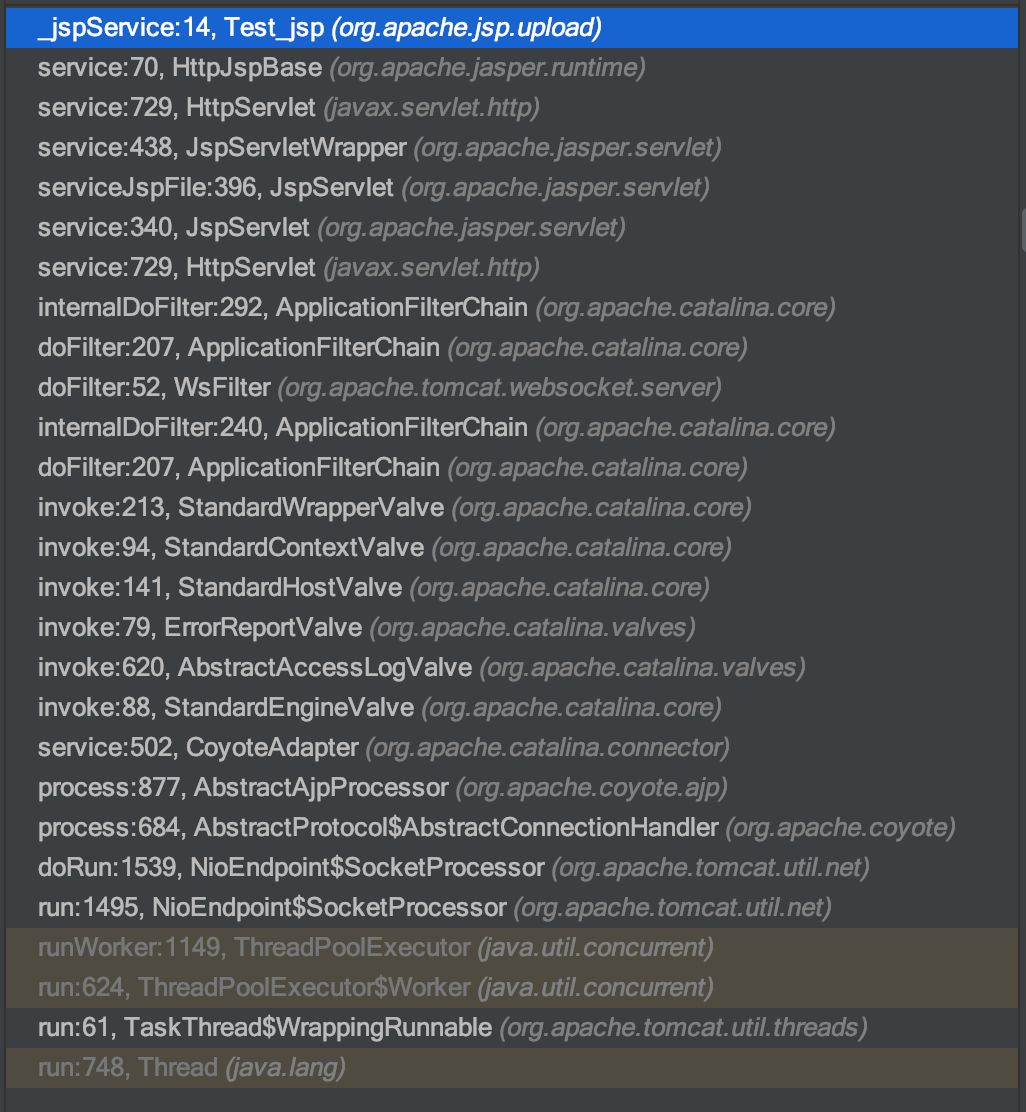 _jspService:14, Test_jsp (org.apache.jsp.upload)
service:70, HttpJspBase (org.apache.jasper.runtime)
service:729, HttpServlet (javax.servlet.http)
service:438, JspServletWrapper (org.apache.jasper.servlet)
serviceJspFile:396, JspServlet (org.apache.jasper.servlet)
service:340, JspServlet (org.apache.jasper.servlet)
service:729, HttpServlet (javax.servlet.http)
internalDoFilter:292, ApplicationFilterChain (org.apache.catalina.core)
doFilter:207, ApplicationFilterChain (org.apache.catalina.core)
doFilter:52, WsFilter (org.apache.tomcat.websocket.server)
internalDoFilter:240, ApplicationFilterChain (org.apache.catalina.core)
doFilter:207, ApplicationFilterChain (org.apache.catalina.core)
invoke:213, StandardWrapperValve (org.apache.catalina.core)
invoke:94, StandardContextValve (org.apache.catalina.core)
invoke:141, StandardHostValve (org.apache.catalina.core)
invoke:79, ErrorReportValve (org.apache.catalina.valves)
invoke:620, AbstractAccessLogValve (org.apache.catalina.valves)
invoke:88, StandardEngineValve (org.apache.catalina.core)
service:502, CoyoteAdapter (org.apache.catalina.connector)
process:877, AbstractAjpProcessor (org.apache.coyote.ajp)
process:684, AbstractProtocol$AbstractConnectionHandler (org.apache.coyote)
doRun:1539, NioEndpoint$SocketProcessor (org.apache.tomcat.util.net)
run:1495, NioEndpoint$SocketProcessor (org.apache.tomcat.util.net)
runWorker:1149, ThreadPoolExecutor (java.util.concurrent)
run:624, ThreadPoolExecutor$Worker (java.util.concurrent)
run:61, TaskThread$WrappingRunnable (org.apache.tomcat.util.threads)
run:748, Thread (java.lang)